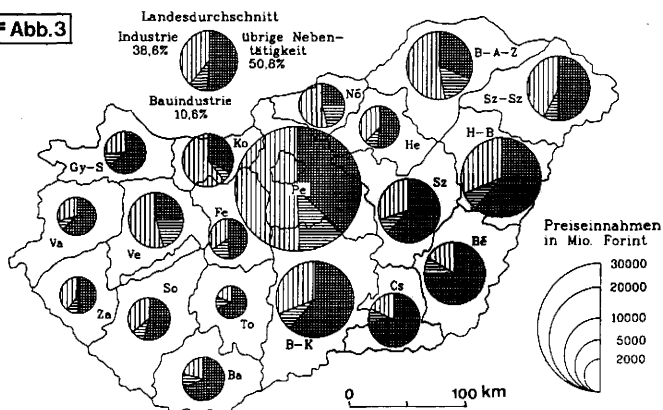 Abb.3
Landesdurchschnitt
Industrie
38,6%
übrige Neben-
tätigkeit
50,8%
Bauindustrie
10,6%
B-A-Z
Nó
Sz-Sz
He
H-B
Gy-S
Ko
Pe
Sz
Va
Ve
Fe
Bé
Za
So
To
B-K
Cs
Ba
Preiseinnahmen
in Mio. Forint
30000
20000
10000
5000
2000
0 100 km